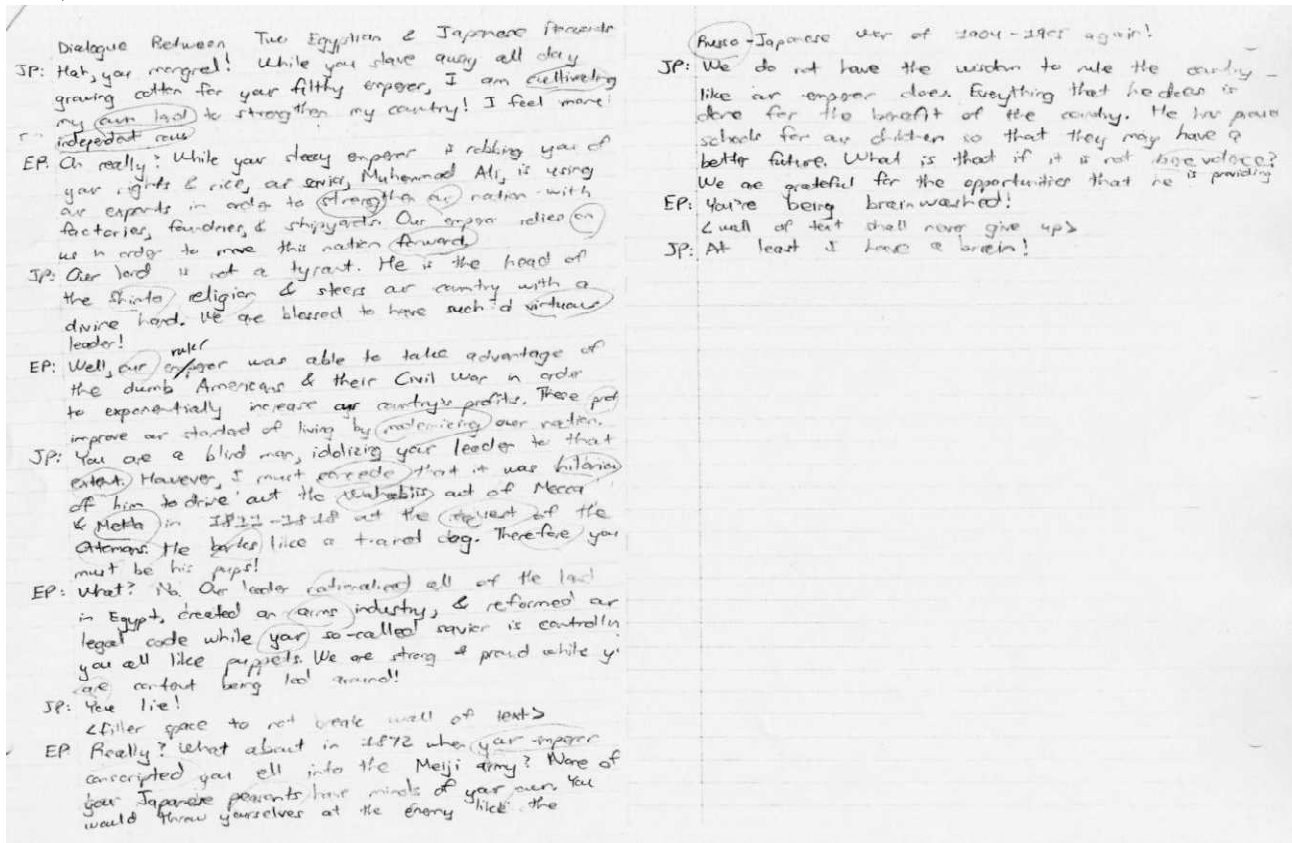 Dialogue Between Two Egyptian & Japanese Peasants
JP: Hah, you mongrel! While you slave away all day
growing cotton for your filthy emperor, I am cultivating
my own land to strengthen my country! I feel more
independent now
EP: Oh really? While your sleazy emperor is robbing you of
your rights & rice, our savior, Muhammad Ali, is using
our exports in order to strengthen our nation with
factories, founderies, & shipyards. Our emperor relies on
us in order to move this nation forward
JP: Our lord is not a tyrant. He is the head of
the Shinto religion & steers our country with a
divine hand. We are blessed to have such a virtuous
leader!
EP: Well, our emperor ruler was able to take advantage of
the dumb Americans & their Civil War in order
to exponentially increase our country's profits. These prof
improve our standard of living by modernizing our nation.
JP: You are a blind man, idolizing your leader to that
extent. However, I must concede that it was hilarious
off him to drive out the Wahabiis out of Mecca
& Mekka in 1811-1818 at the request of the
Ottomans. He barks like a trained dog. Therefore you
must be his pups!
EP: What? No. Our leader nationalized all of the land
in Egypt, created an arms industry, & reformed our
legal code while your so-called savior is controllin
you all like puppets. We are strong & proud while y
are content being led around!
JP: You lie!
<filler space to not break wall of text>
EP: Really? What about in 1872 when your emperor
conscripted you all into the Meiji army? None of
your Japanese peasants have minds of your own. You
would throw yourselves at the enemy like the
Russo-Japanese War of 1904-1905 again!
JP: We do not have the wisdom to rule the country
like our emperor does. Everything that he does is
done for the benefit of the country. He has
schools for our children so that they may have a
better future. What is that if it is not benevolence?
We are grateful for the opportunities that he is providing
EP: You're being brainwashed!
<wall of text shall never give up>
JP: At least I have a brain!